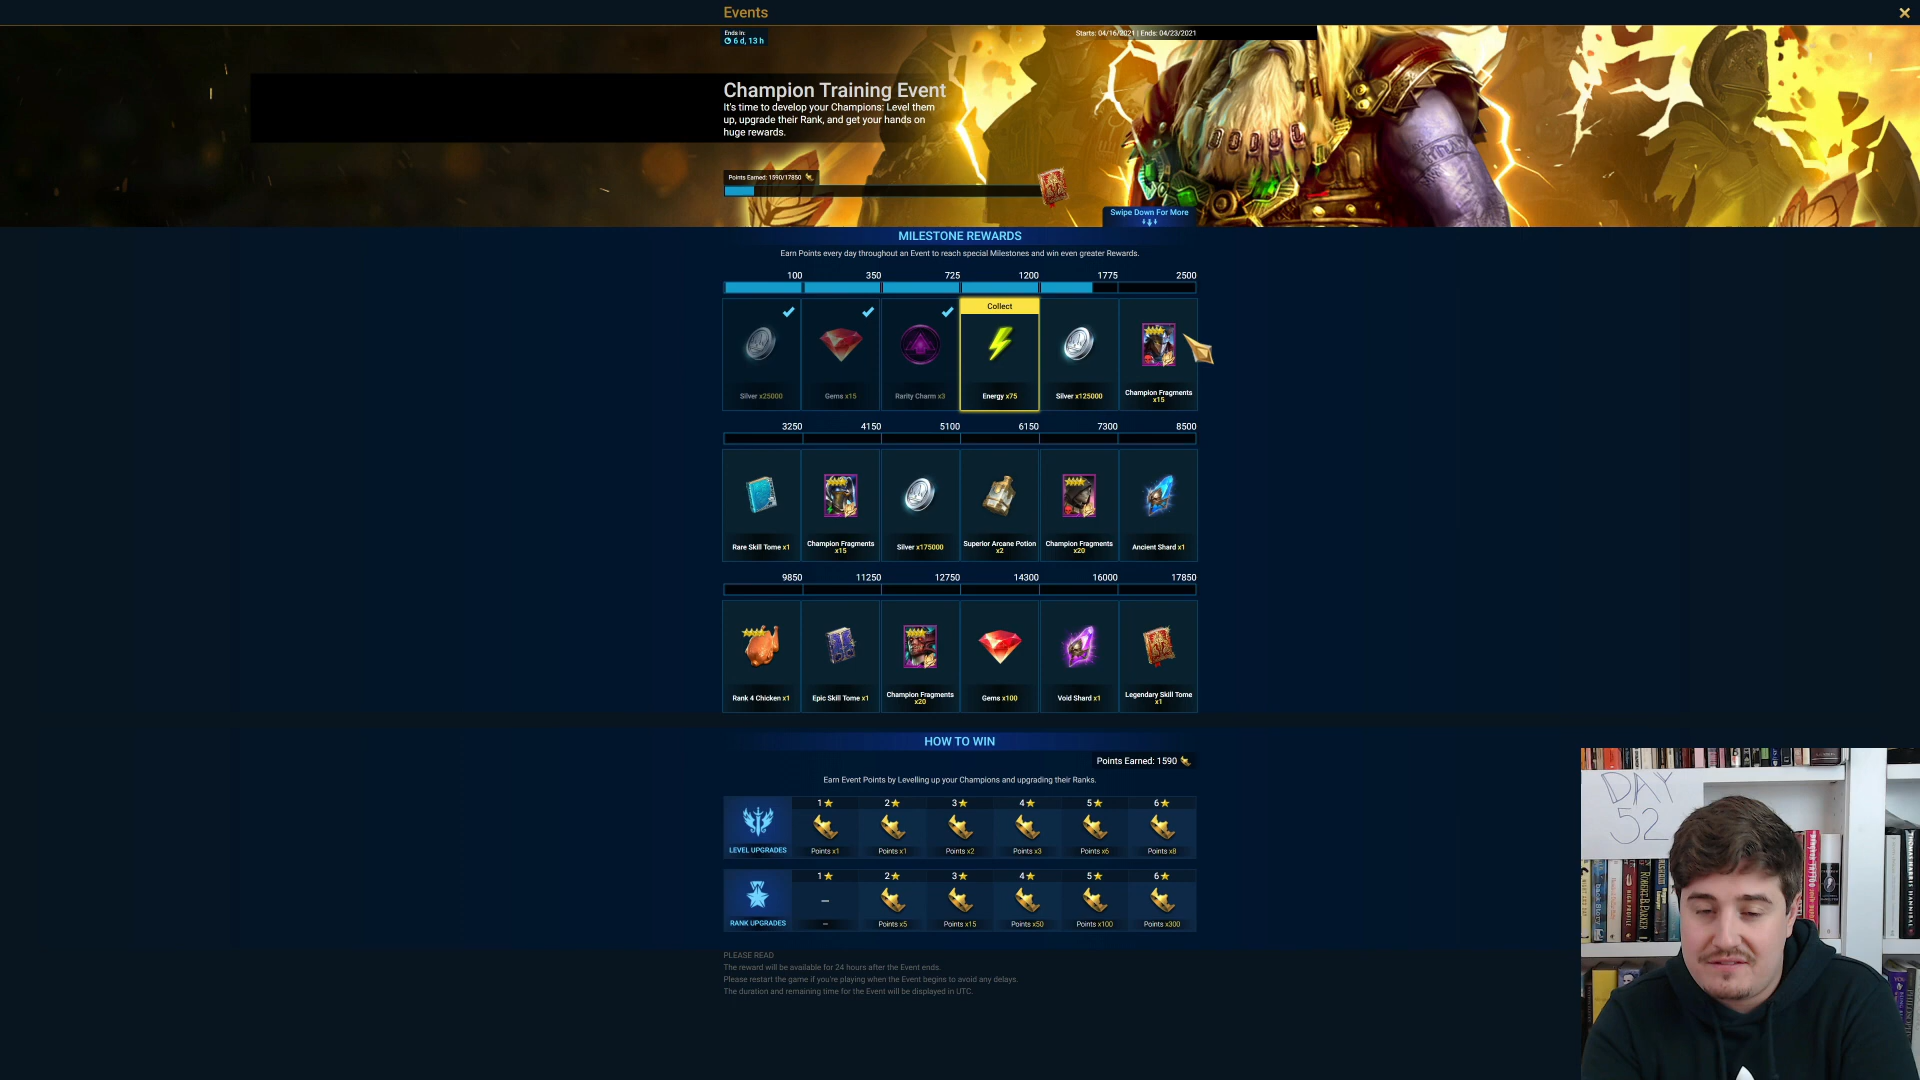 Events
Ends in:
6 d, 13 h
Starts: 04/16/2021 | Ends: 04/23/2021
Champion Training Event
It's time to develop your Champions: Level them
up, upgrade their Rank, and get your hands on
huge rewards.
Points Earned: 1590/17850
Swipe Down For More
MILESTONE REWARDS
Earn Points every day throughout an Event to reach special Milestones and win even greater Rewards.
100 350 725 1200 1775 2500
Collect
Silver x25000 Gems x15 Rarity Charm x3 Energy x75 Silver x125000 Champion Fragments x15
3250 4150 5100 6150 7300 8500
Rare Skill Tome x1 Champion Fragments x15 Silver x175000 Superior Arcane Potion x2 Champion Fragments x20 Ancient Shard x1
9850 11250 12750 14300 16000 17850
Rank 4 Chicken x1 Epic Skill Tome x1 Champion Fragments x20 Gems x100 Void Shard x1 Legendary Skill Tome x1
HOW TO WIN
Points Earned: 1590
Earn Event Points by Levelling up your Champions and upgrading their Ranks.
1 2 3 4 5 6
LEVEL UPGRADES Points x1 Points x1 Points x2 Points x3 Points x6 Points x8
1 2 3 4 5 6
RANK UPGRADES – Points x5 Points x15 Points x50 Points x100 Points x300
PLEASE READ
The reward will be available for 24 hours after the Event ends.
Please restart the game if you're playing when the Event begins to avoid any delays.
The duration and remaining time for the Event will be displayed in UTC.
DAY
52
ROBERT B. PARKER
HIGH PROFILE
THOMAS HARRIS HANNIBAL